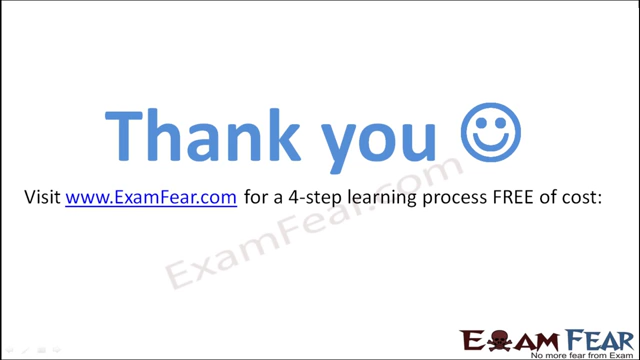 Thank you ☺
Visit www.ExamFear.com for a 4-step learning process FREE of cost:
ExamFear.com
EXAM FEAR
No more fear from Exam